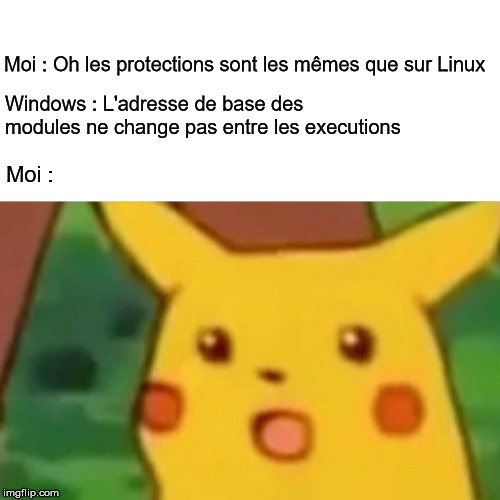 Moi : Oh les protections sont les mêmes que sur Linux
Windows : L'adresse de base des
modules ne change pas entre les executions
Moi :
imgflip.com